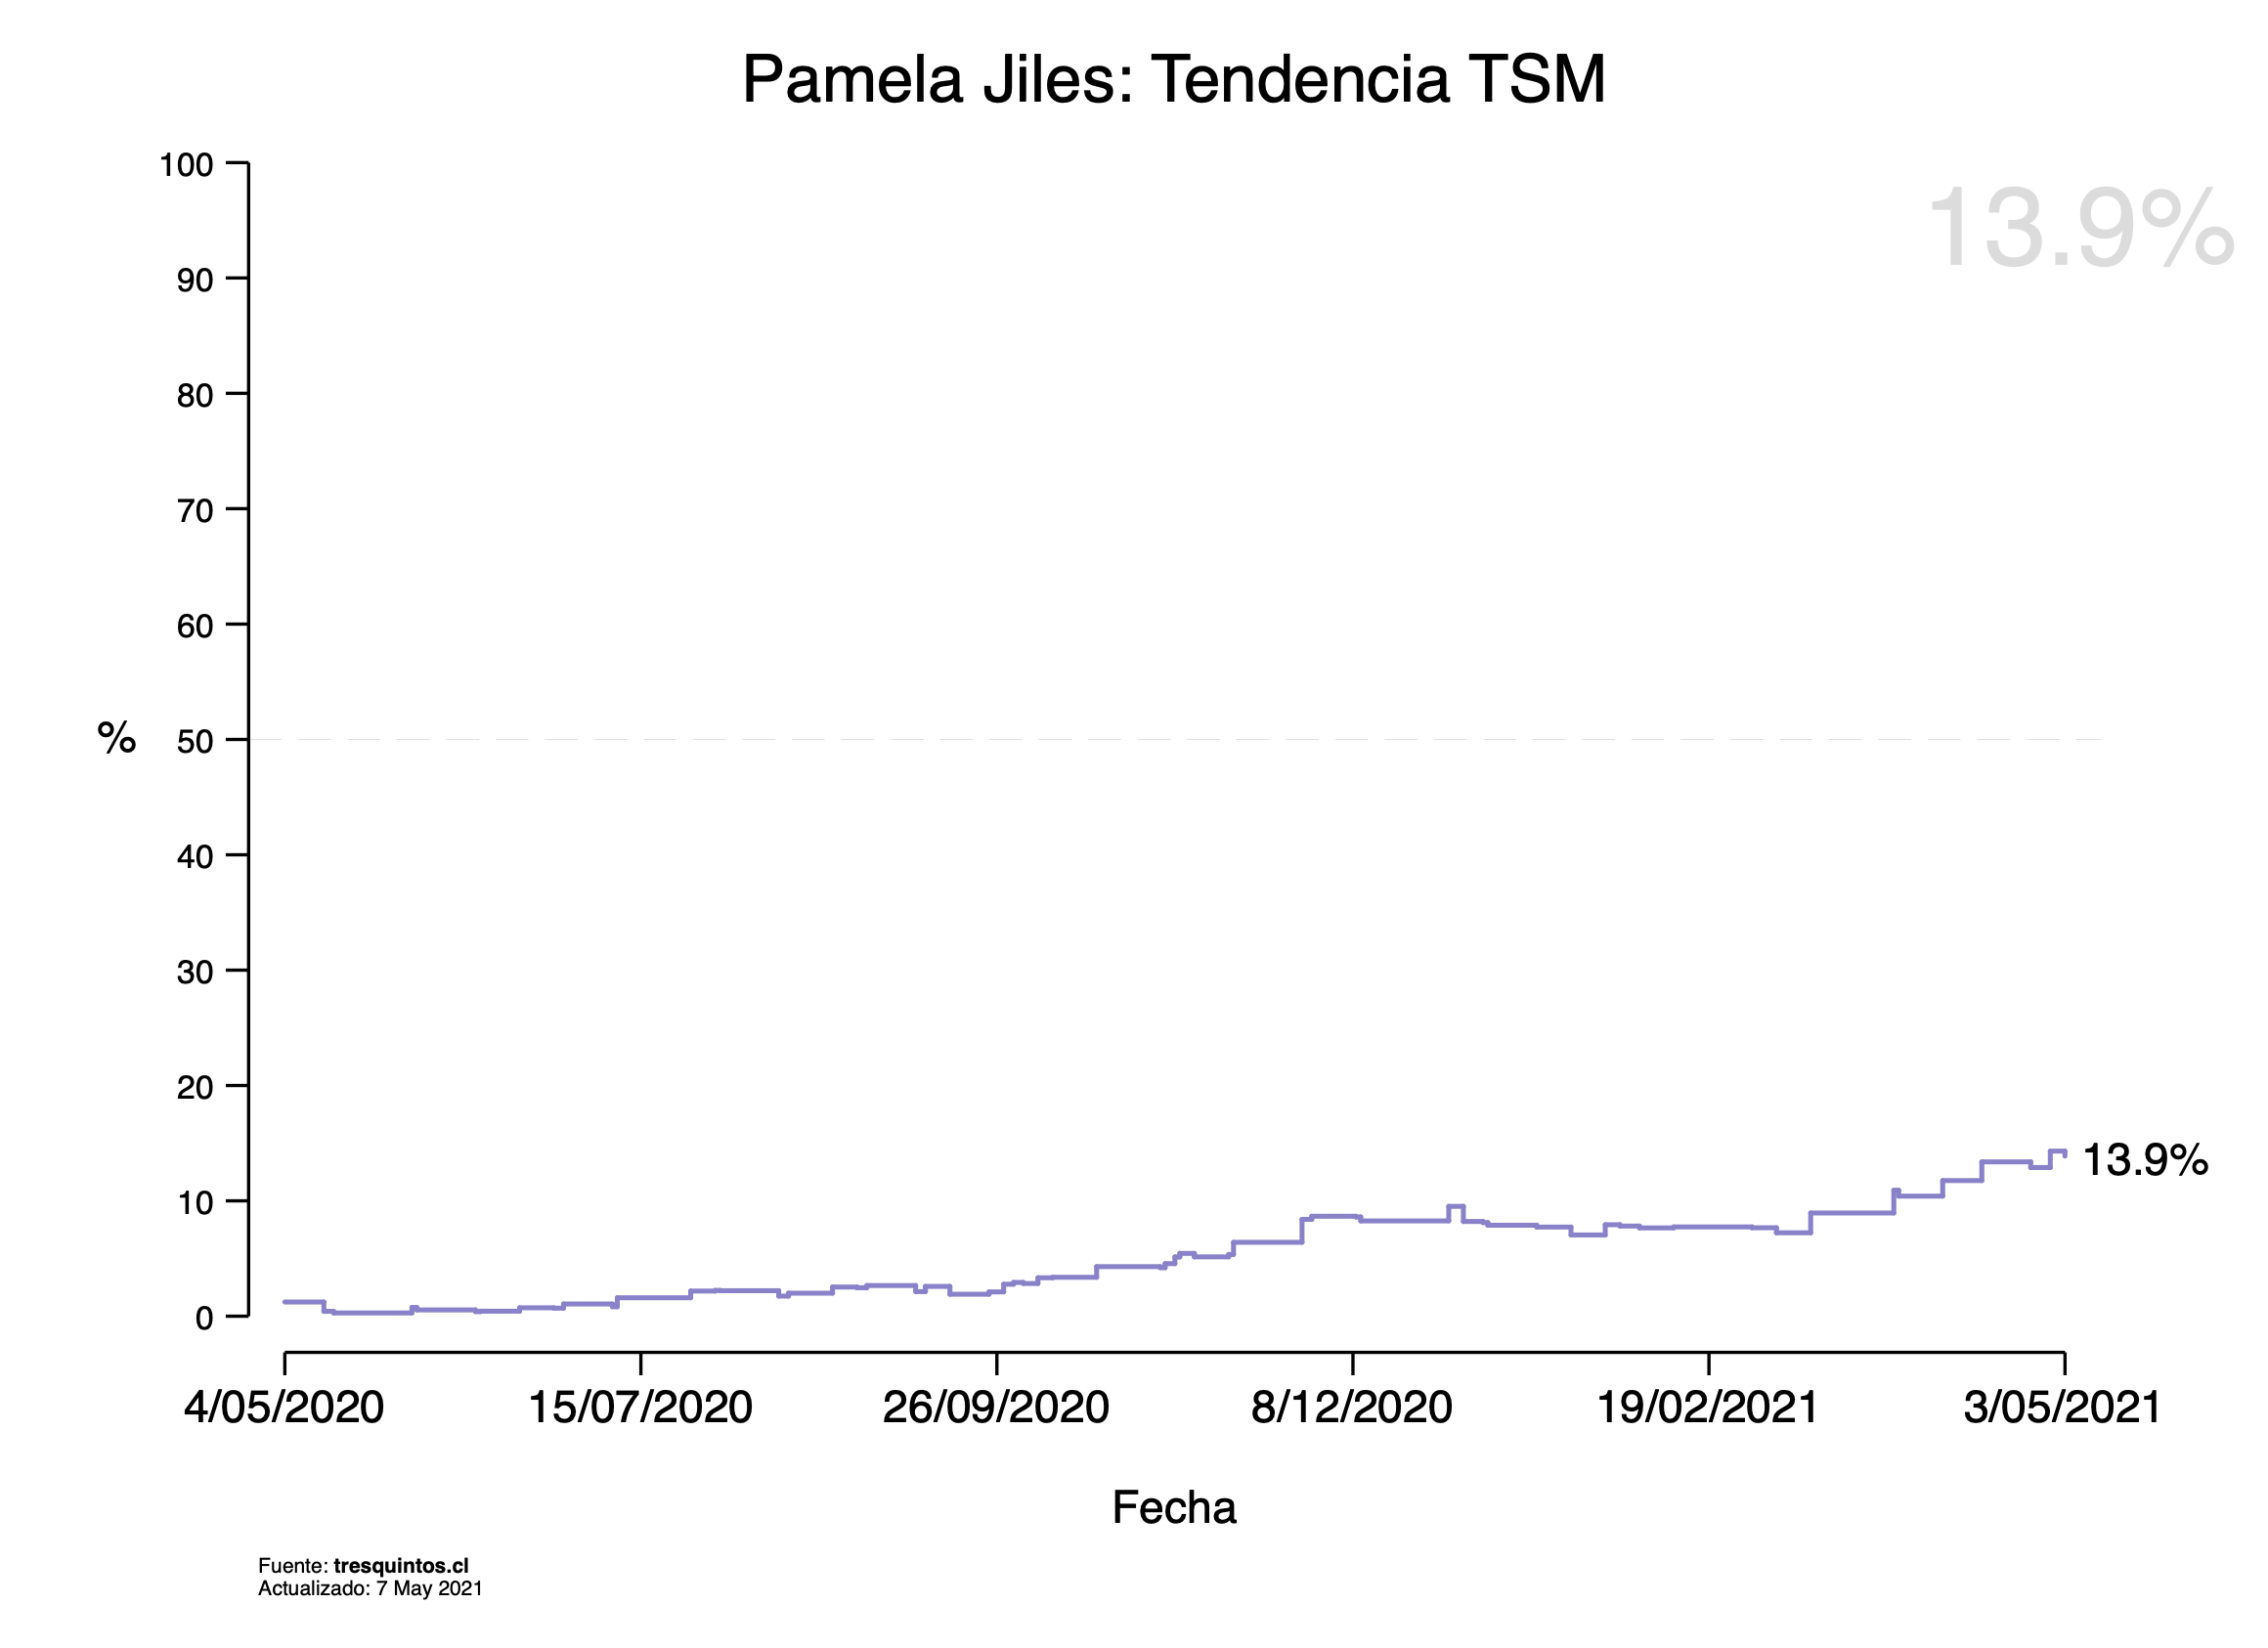 Pamela Jiles: Tendencia TSM
13.9%
100
90
80
70
60
% 50
40
30
20
13.9%
10
0
4/05/2020 15/07/2020 26/09/2020 8/12/2020 19/02/2021 3/05/2021
Fecha
Fuente: tresquintos.cl
Actualizado: 7 May 2021